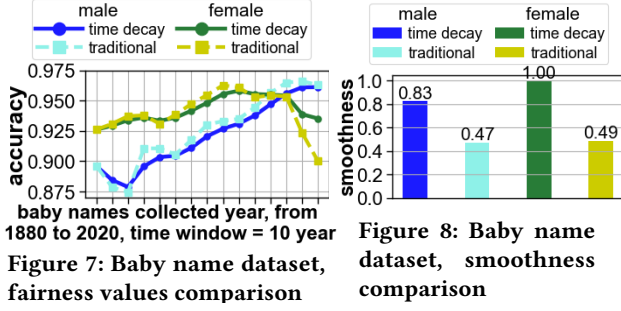 male female
time decay time decay
traditional traditional
accuracy
0.975
0.950
0.925
0.900
0.875
baby names collected year, from
1880 to 2020, time window = 10 year
Figure 7: Baby name dataset,
fairness values comparison
male female
time decay time decay
traditional traditional
smoothness
1.0
0.8
0.6
0.4
0.2
0.0
0.83 0.47 1.00 0.49
Figure 8: Baby name
dataset, smoothness
comparison